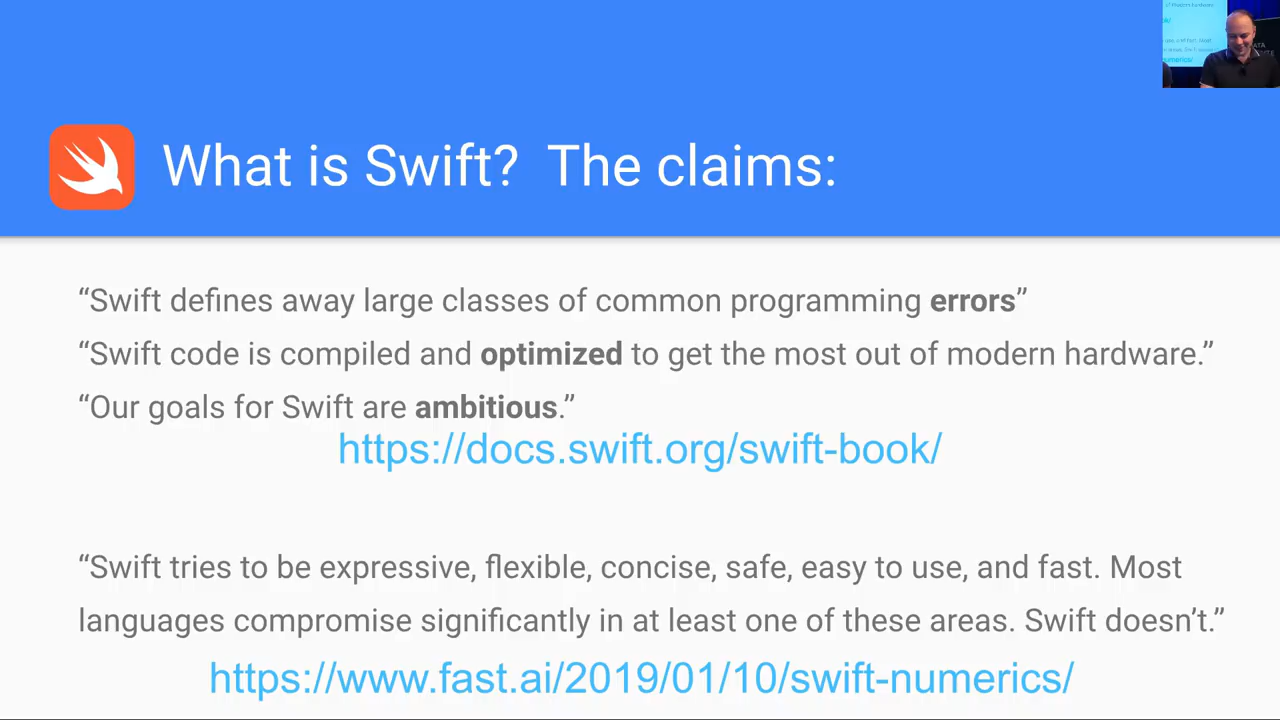 What is Swift? The claims:
“Swift defines away large classes of common programming errors”
“Swift code is compiled and optimized to get the most out of modern hardware.”
“Our goals for Swift are ambitious.”
https://docs.swift.org/swift-book/
“Swift tries to be expressive, flexible, concise, safe, easy to use, and fast. Most
languages compromise significantly in at least one of these areas. Swift doesn’t.”
https://www.fast.ai/2019/01/10/swift-numerics/